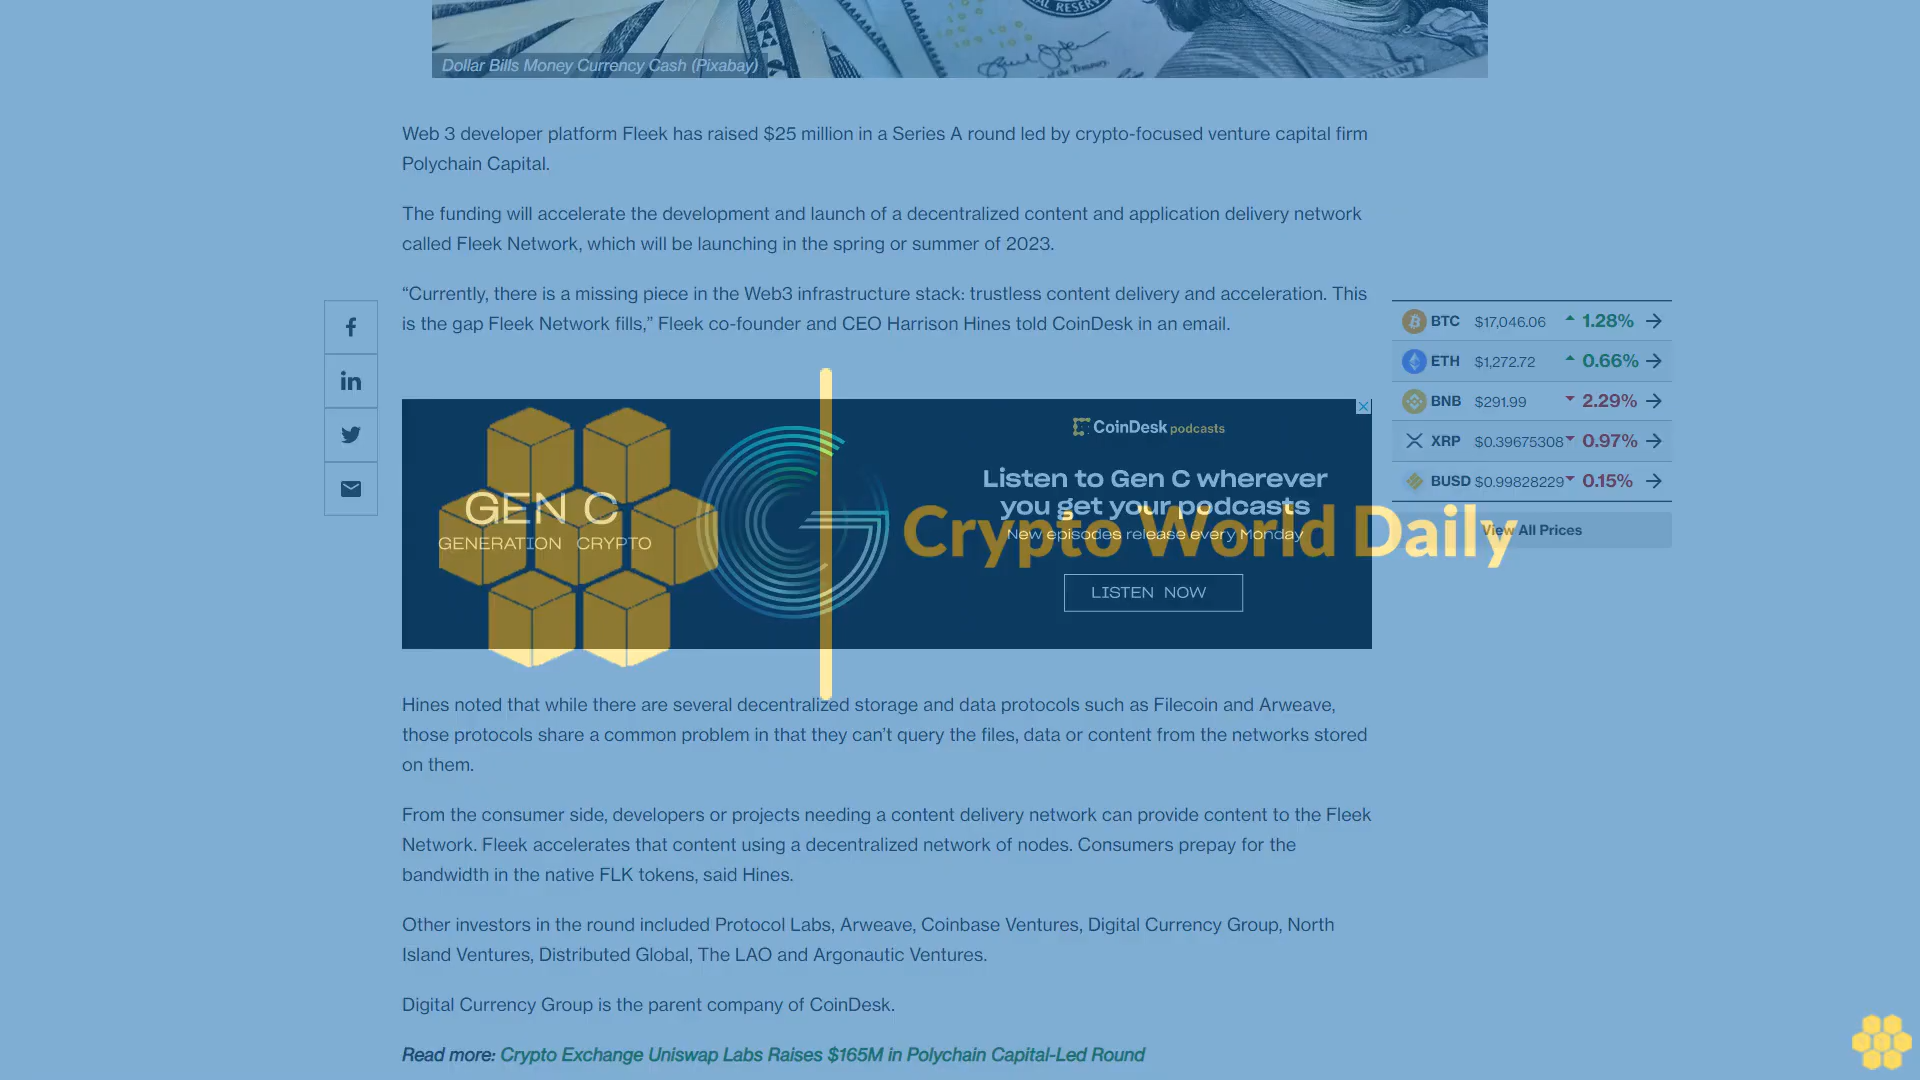 RESERVE
Dollar Bills Money Currency Cash (Pixabay)
Web 3 developer platform Fleek has raised $25 million in a Series A round led by crypto-focused venture capital firm
Polychain Capital.
The funding will accelerate the development and launch of a decentralized content and application delivery network
called Fleek Network, which will be launching in the spring or summer of 2023.
“Currently, there is a missing piece in the Web3 infrastructure stack: trustless content delivery and acceleration. This
is the gap Fleek Network fills,” Fleek co-founder and CEO Harrison Hines told CoinDesk in an email.
BTC $17,046.06 1.28%
ETH $1,272.72 0.66%
BNB $291.99 2.29%
XRP $0.39675308 0.97%
BUSD $0.99828229 0.15%
View All Prices
GEN C
GENERATION CRYPTO
CoinDesk podcasts
Listen to Gen C wherever
you get your podcasts
New episodes release every Monday
LISTEN NOW
Crypto World Daily
Hines noted that while there are several decentralized storage and data protocols such as Filecoin and Arweave,
those protocols share a common problem in that they can’t query the files, data or content from the networks stored
on them.
From the consumer side, developers or projects needing a content delivery network can provide content to the Fleek
Network. Fleek accelerates that content using a decentralized network of nodes. Consumers prepay for the
bandwidth in the native FLK tokens, said Hines.
Other investors in the round included Protocol Labs, Arweave, Coinbase Ventures, Digital Currency Group, North
Island Ventures, Distributed Global, The LAO and Argonautic Ventures.
Digital Currency Group is the parent company of CoinDesk.
Read more: Crypto Exchange Uniswap Labs Raises $165M in Polychain Capital-Led Round